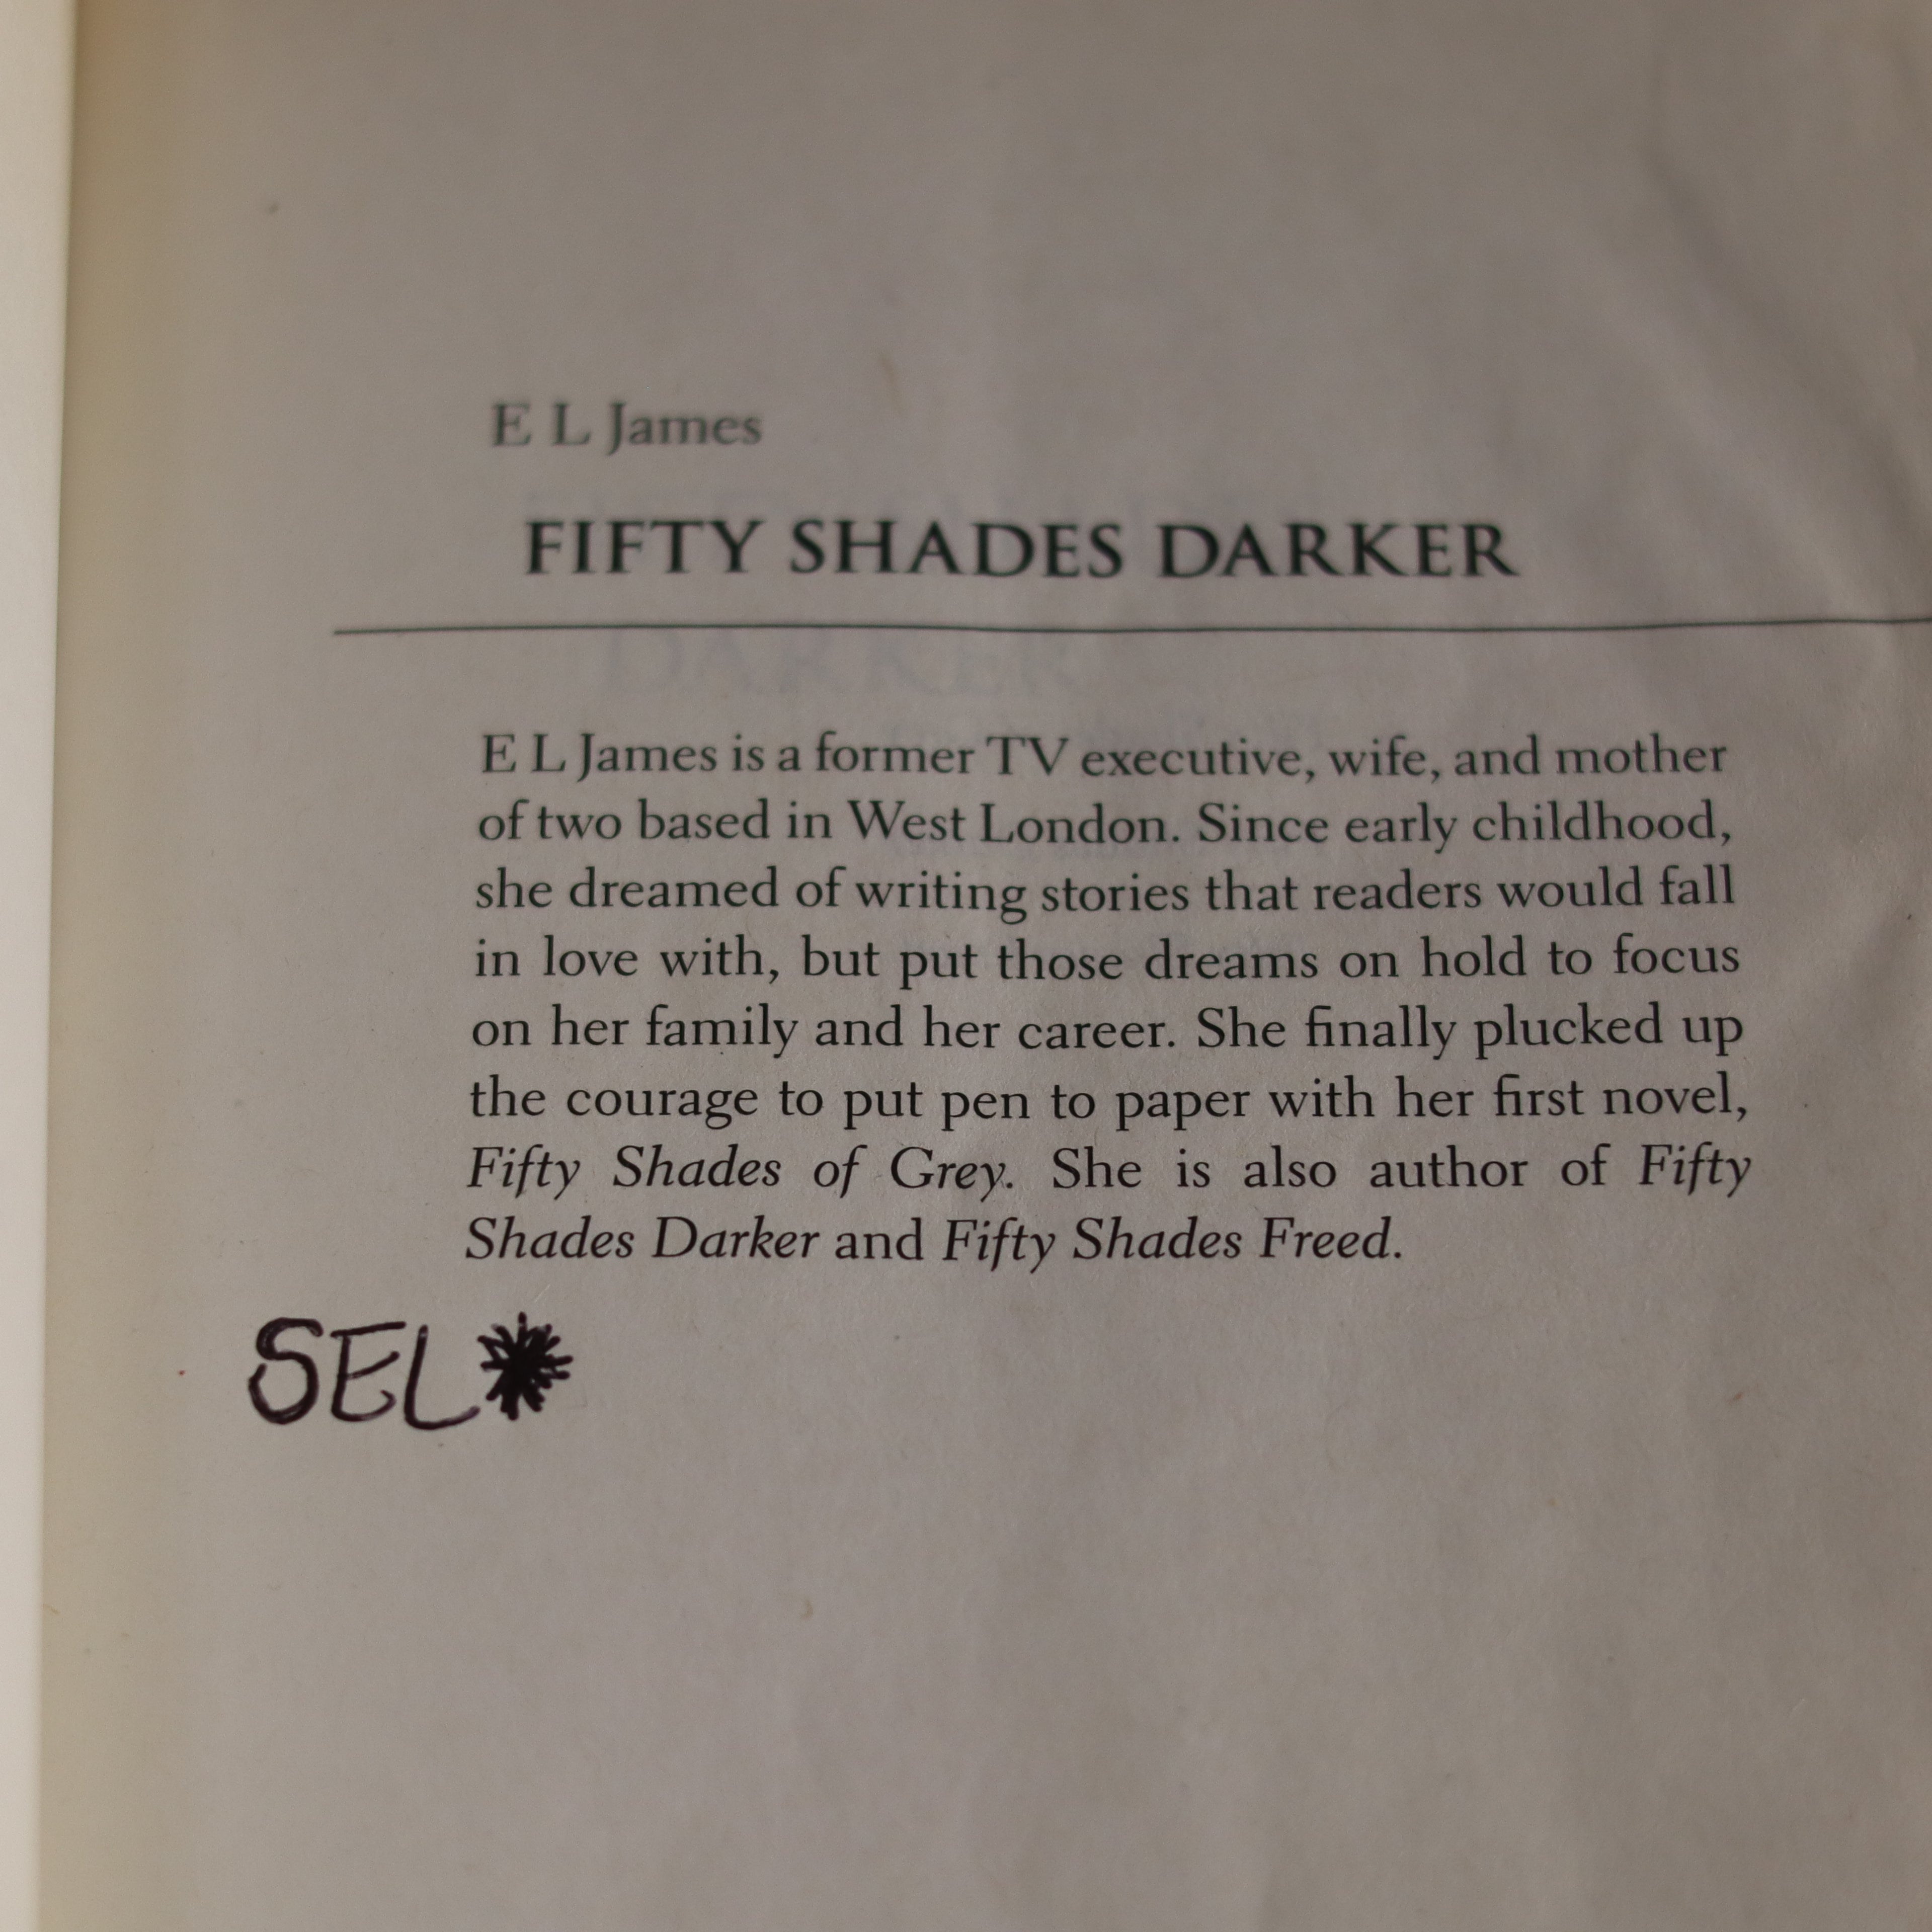 E L James
FIFTY SHADES DARKER
E L James is a former TV executive, wife, and mother
of two based in West London. Since early childhood,
she dreamed of writing stories that readers would fall
in love with, but put those dreams on hold to focus
on her family and her career. She finally plucked up
the courage to put pen to paper with her first novel,
Fifty Shades of Grey. She is also author of Fifty
Shades Darker and Fifty Shades Freed.
SEL*